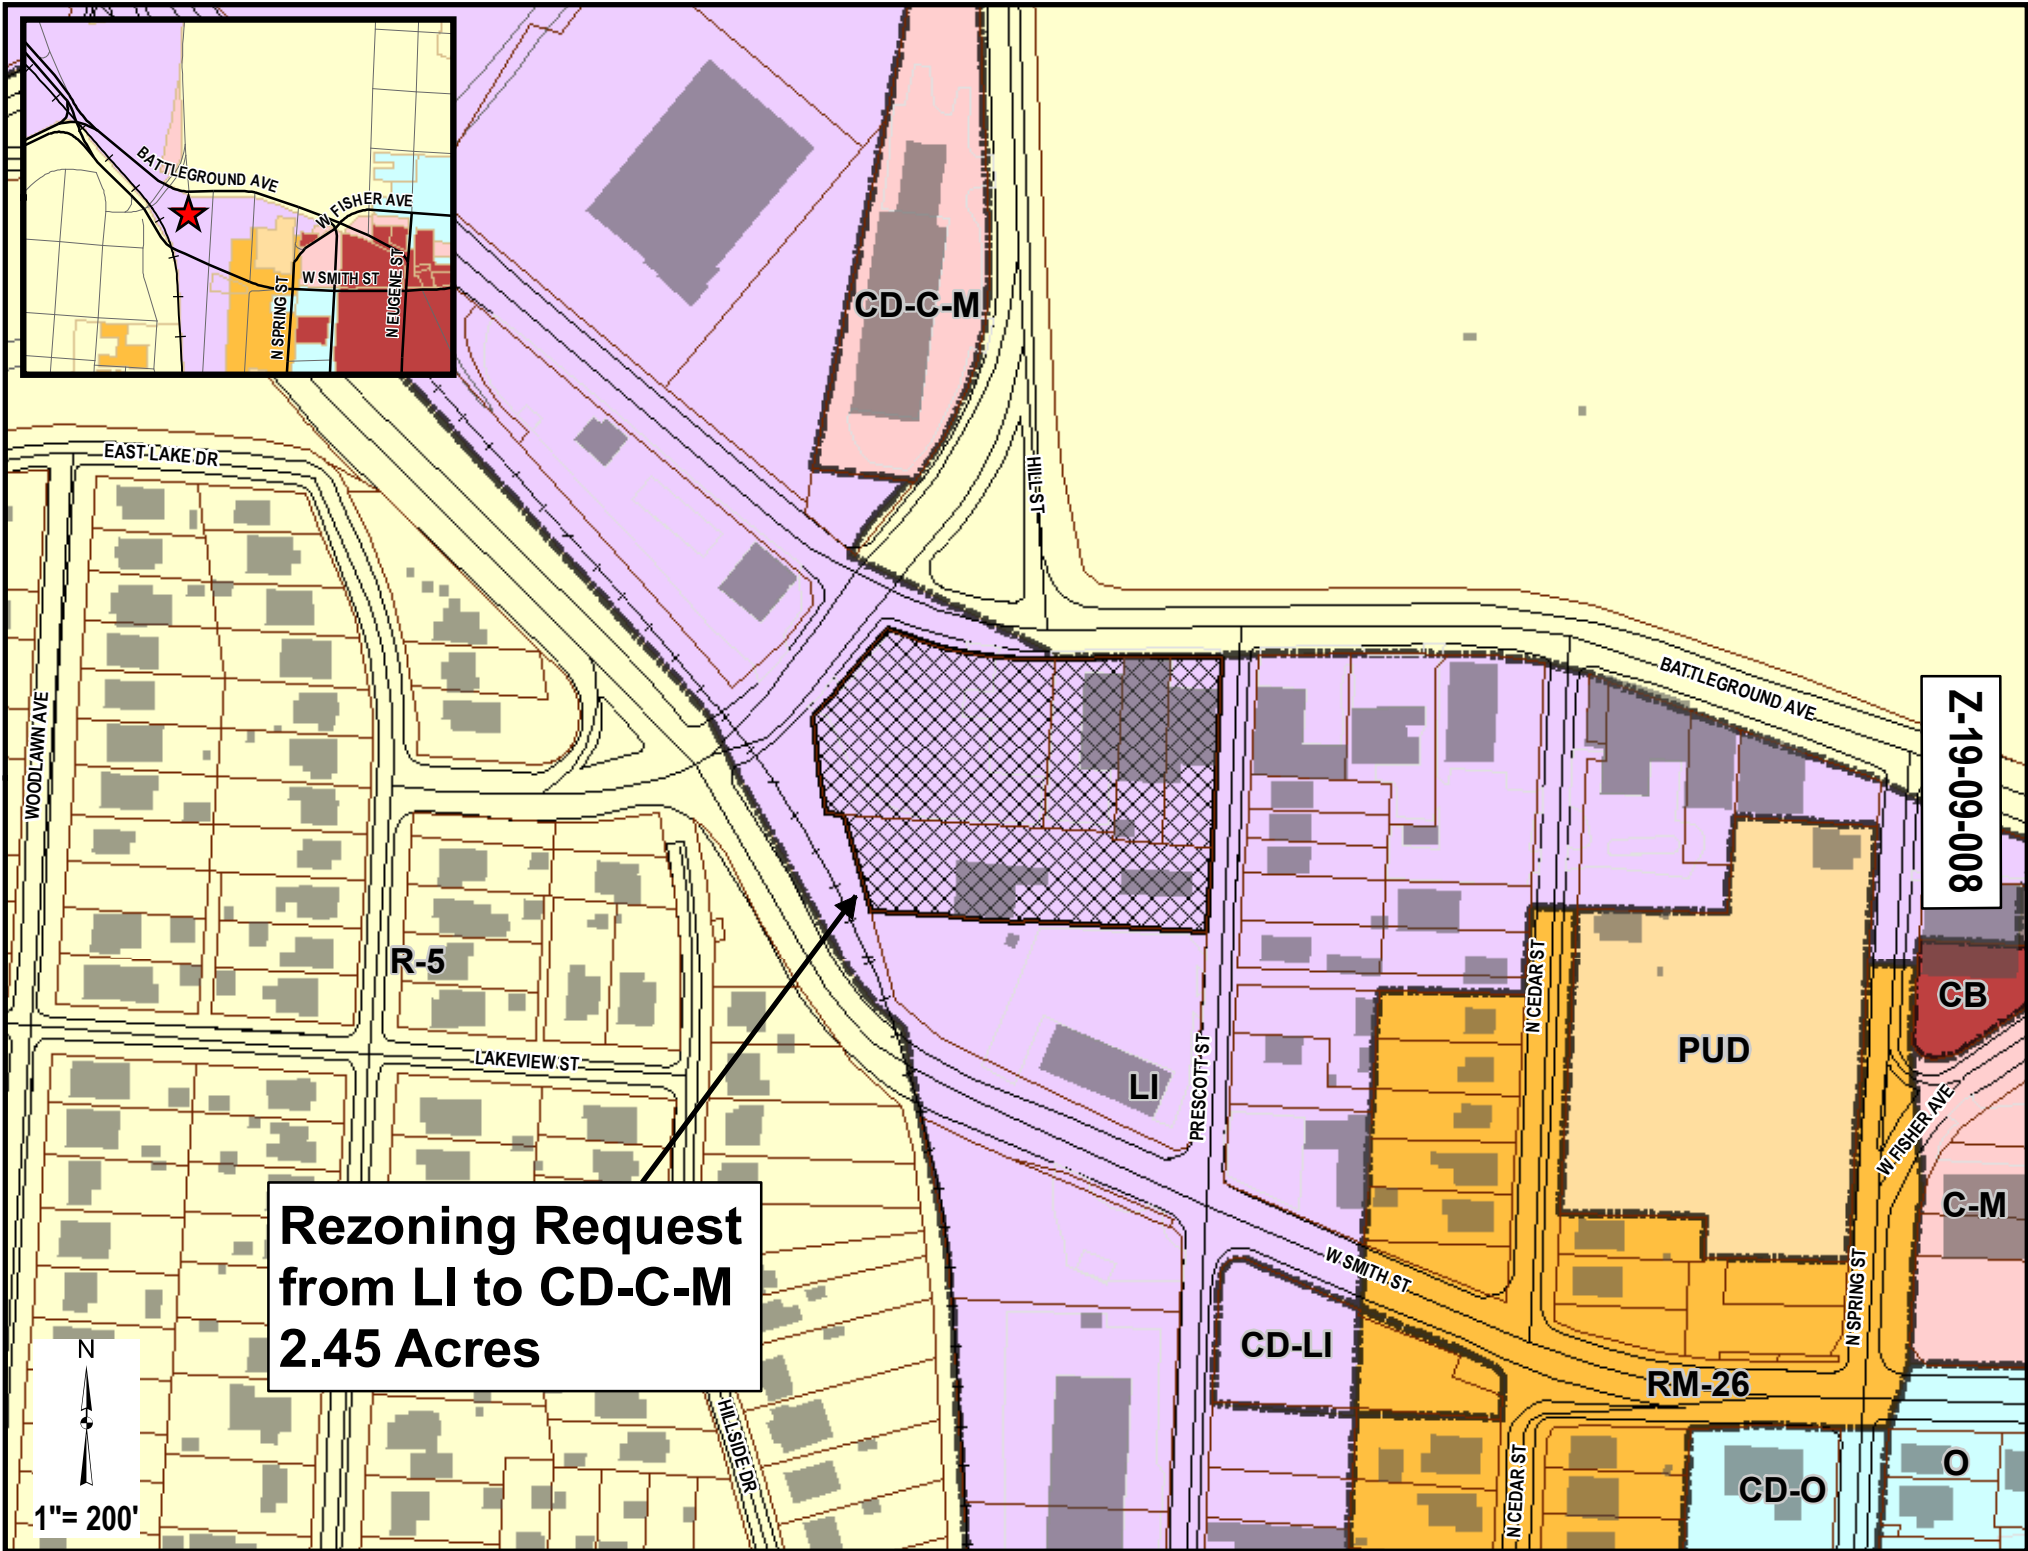 BATTLEGROUND AVE
W FISHER AVE
W SMITH ST
N SPRING ST
N EUGENE ST
CD-C-M
HILL ST
EAST LAKE DR
WOODLAWN AVE
BATTLEGROUND AVE
Z-19-09-008
R-5
N CEDAR ST
CB
PUD
LAKEVIEW ST
LI
PRESCOTT ST
W FISHER AVE
C-M
Rezoning Request
from LI to CD-C-M
2.45 Acres
W SMITH ST
N SPRING ST
CD-LI
RM-26
HILLSIDE DR
N CEDAR ST
CD-O
O
N
1"= 200'